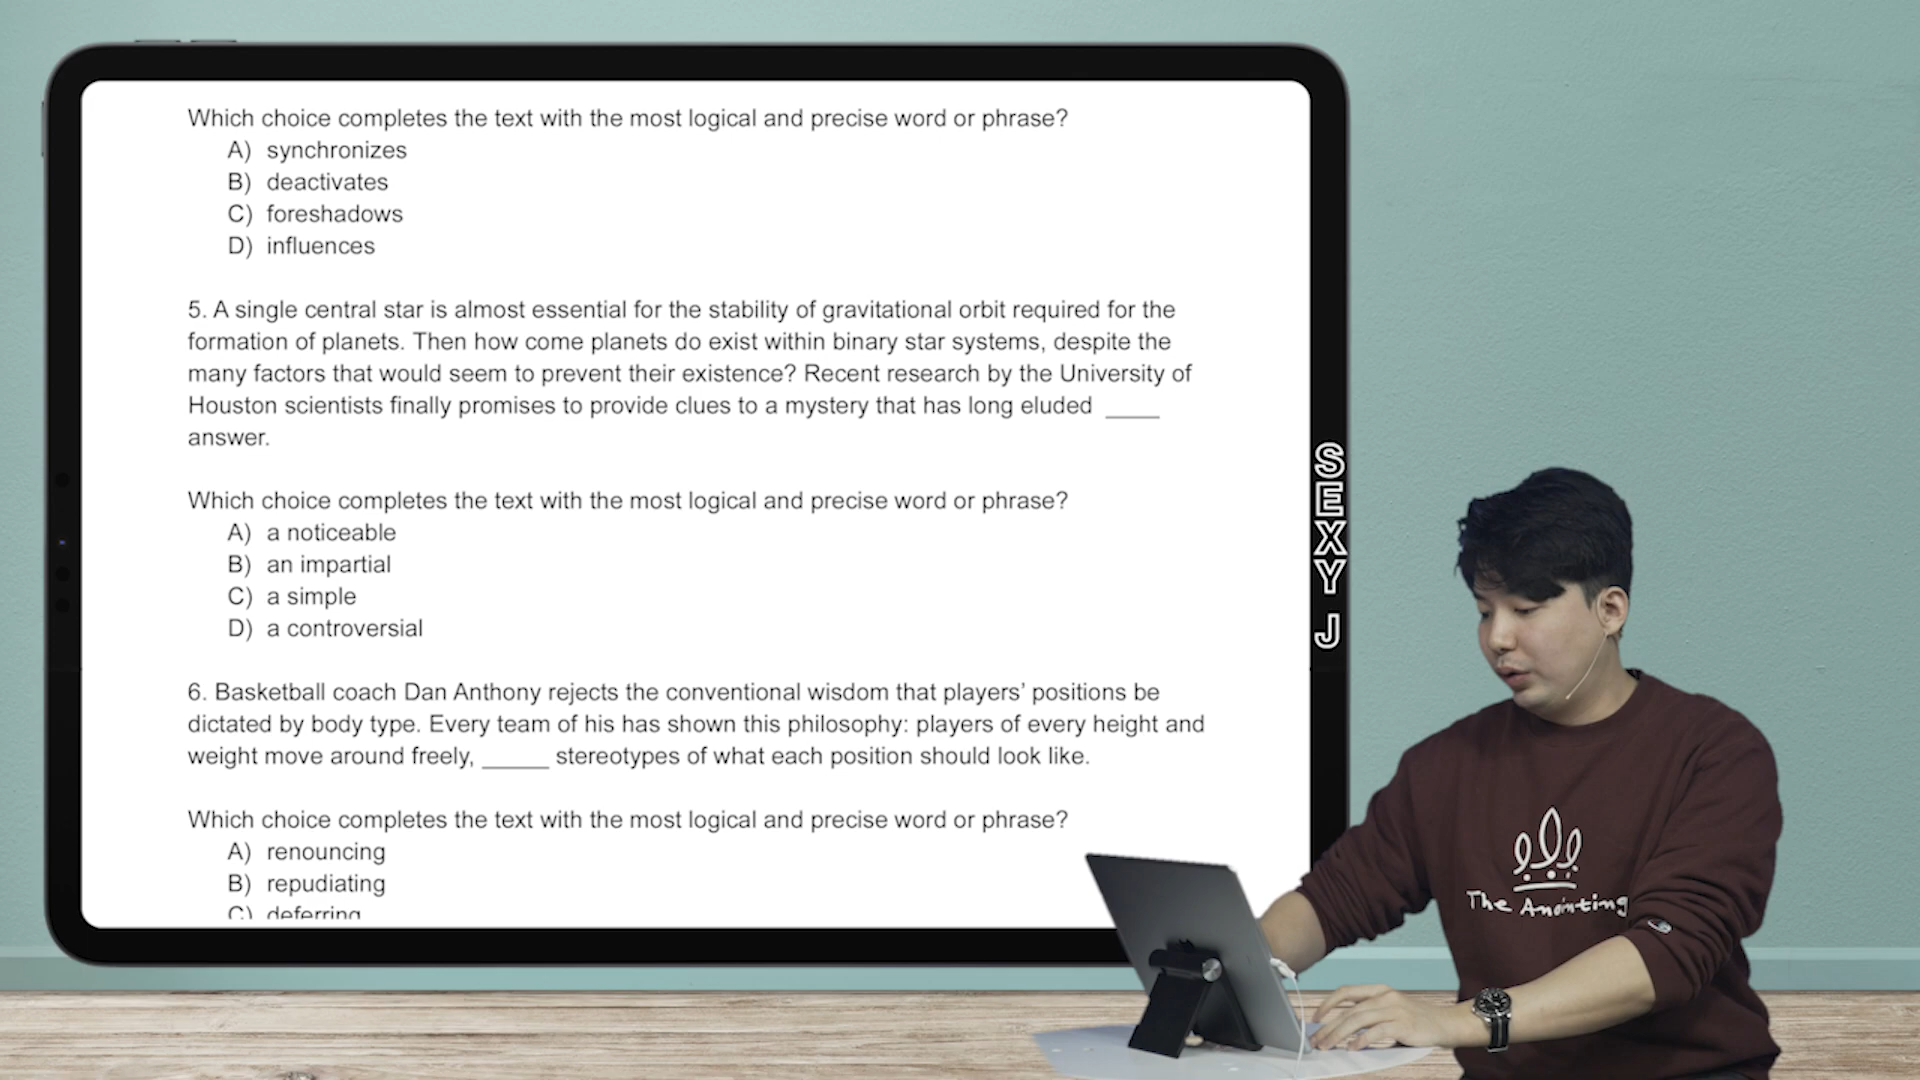 Which choice completes the text with the most logical and precise word or phrase?
A) synchronizes
B) deactivates
C) foreshadows
D) influences
5. A single central star is almost essential for the stability of gravitational orbit required for the
formation of planets. Then how come planets do exist within binary star systems, despite the
many factors that would seem to prevent their existence? Recent research by the University of
Houston scientists finally promises to provide clues to a mystery that has long eluded _____
answer.
Which choice completes the text with the most logical and precise word or phrase?
A) a noticeable
B) an impartial
C) a simple
D) a controversial
6. Basketball coach Dan Anthony rejects the conventional wisdom that players’ positions be
dictated by body type. Every team of his has shown this philosophy: players of every height and
weight move around freely, _____ stereotypes of what each position should look like.
Which choice completes the text with the most logical and precise word or phrase?
A) renouncing
B) repudiating
C) deferring
SEXY J
The Anointing